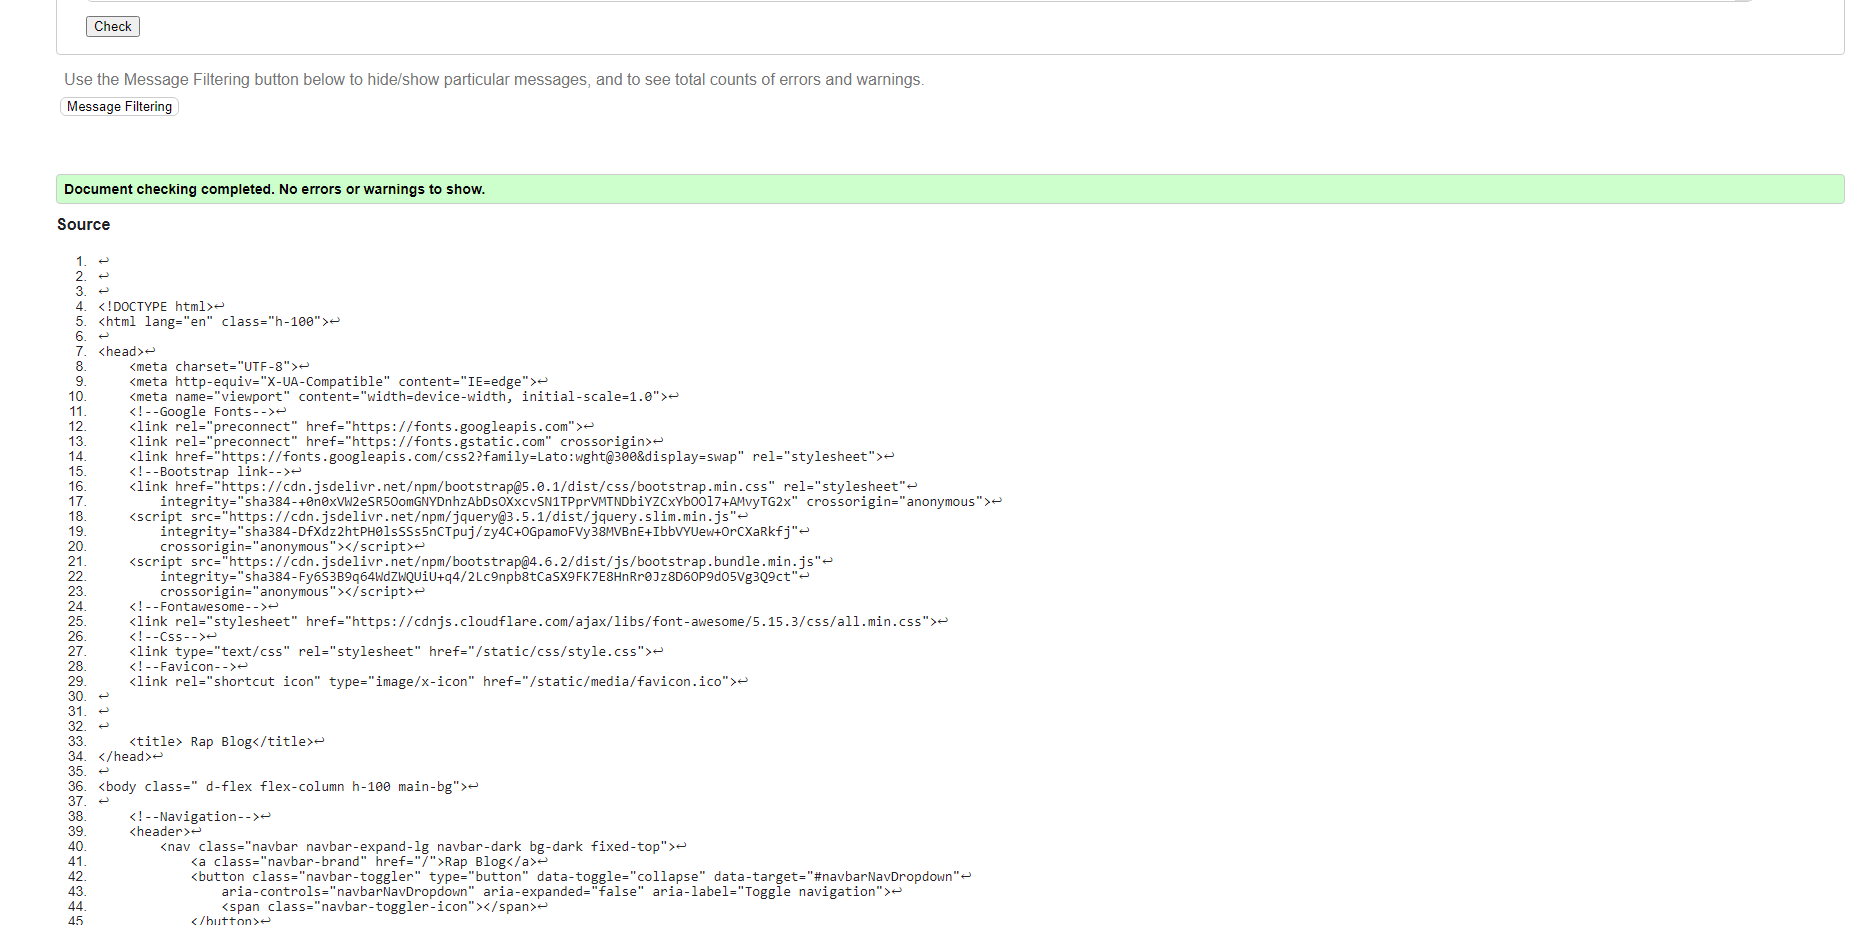 Check
Use the Message Filtering button below to hide/show particular messages, and to see total counts of errors and warnings.
Message Filtering
Document checking completed. No errors or warnings to show.
Source
1. ↩
2. ↩
3. ↩
4. <!DOCTYPE html>↩
5. <html lang="en" class="h-100">↩
6. ↩
7. <head>↩
8.     <meta charset="UTF-8">↩
9.     <meta http-equiv="X-UA-Compatible" content="IE=edge">↩
10.     <meta name="viewport" content="width=device-width, initial-scale=1.0">↩
11.     <!--Google Fonts-->↩
12.     <link rel="preconnect" href="https://fonts.googleapis.com">↩
13.     <link rel="preconnect" href="https://fonts.gstatic.com" crossorigin>↩
14.     <link href="https://fonts.googleapis.com/css2?family=Lato:wght@300&display=swap" rel="stylesheet">↩
15.     <!--Bootstrap link-->↩
16.     <link href="https://cdn.jsdelivr.net/npm/bootstrap@5.0.1/dist/css/bootstrap.min.css" rel="stylesheet"↩
17.         integrity="sha384-+0n0xVW2eSR5OomGNYDnhzAbDsOXxcvSN1TPprVMTNDbiYZCxYbOOl7+AMvyTG2x" crossorigin="anonymous">↩
18.     <script src="https://cdn.jsdelivr.net/npm/jquery@3.5.1/dist/jquery.slim.min.js"↩
19.         integrity="sha384-DfXdz2htPH0lsSSs5nCTpuj/zy4C+OGpamoFVy38MVBnE+IbbVYUew+OrCXaRkfj"↩
20.         crossorigin="anonymous"></script>↩
21.     <script src="https://cdn.jsdelivr.net/npm/bootstrap@4.6.2/dist/js/bootstrap.bundle.min.js"↩
22.         integrity="sha384-Fy6S3B9q64WdZWQUiU+q4/2Lc9npb8tCaSX9FK7E8HnRr0Jz8D6OP9dO5Vg3Q9ct"↩
23.         crossorigin="anonymous"></script>↩
24.     <!--Fontawesome-->↩
25.     <link rel="stylesheet" href="https://cdnjs.cloudflare.com/ajax/libs/font-awesome/5.15.3/css/all.min.css">↩
26.     <!--Css-->↩
27.     <link type="text/css" rel="stylesheet" href="/static/css/style.css">↩
28.     <!--Favicon-->↩
29.     <link rel="shortcut icon" type="image/x-icon" href="/static/media/favicon.ico">↩
30. ↩
31. ↩
32. ↩
33.     <title> Rap Blog</title>↩
34. </head>↩
35. ↩
36. <body class=" d-flex flex-column h-100 main-bg">↩
37. ↩
38.     <!--Navigation-->↩
39.     <header>↩
40.         <nav class="navbar navbar-expand-lg navbar-dark bg-dark fixed-top">↩
41.             <a class="navbar-brand" href="/">Rap Blog</a>↩
42.             <button class="navbar-toggler" type="button" data-toggle="collapse" data-target="#navbarNavDropdown"↩
43.                 aria-controls="navbarNavDropdown" aria-expanded="false" aria-label="Toggle navigation">↩
44.                 <span class="navbar-toggler-icon"></span>↩
45             </button>↩